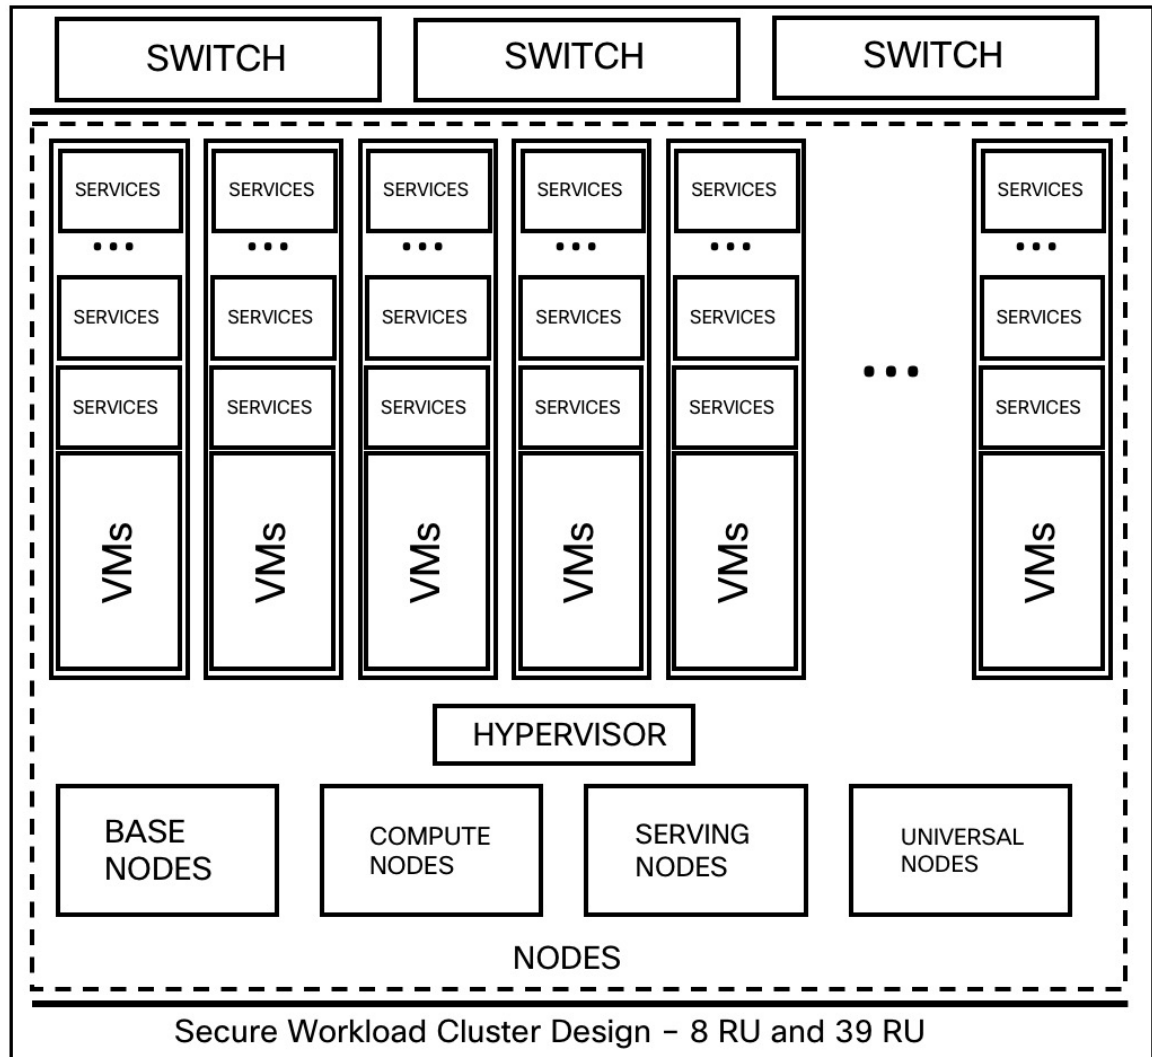 SWITCH SWITCH SWITCH
SERVICES SERVICES SERVICES SERVICES SERVICES SERVICES
... ... ... ... ... ...
SERVICES SERVICES SERVICES SERVICES SERVICES SERVICES
...
SERVICES SERVICES SERVICES SERVICES SERVICES SERVICES
VMs VMs VMs VMs VMs VMs
HYPERVISOR
BASE
NODES
COMPUTE
NODES
SERVING
NODES
UNIVERSAL
NODES
NODES
Secure Workload Cluster Design – 8 RU and 39 RU